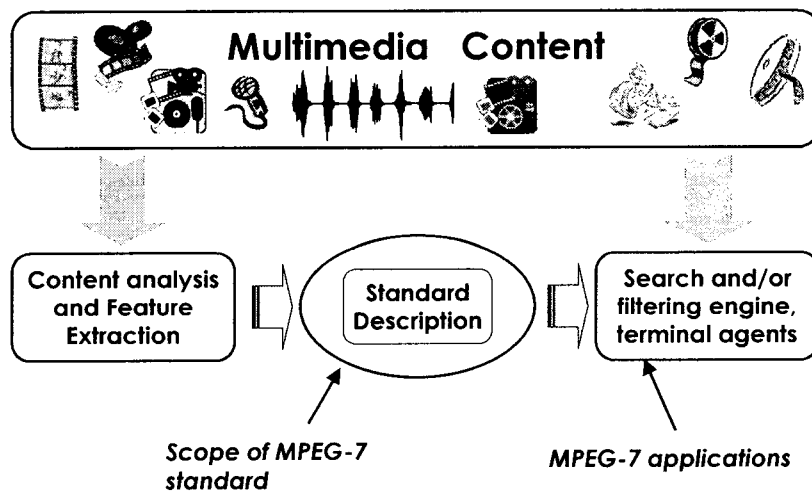 Multimedia Content
Content analysis
and Feature
Extraction
Standard
Description
Search and/or
filtering engine,
terminal agents
Scope of MPEG-7
standard
MPEG-7 applications